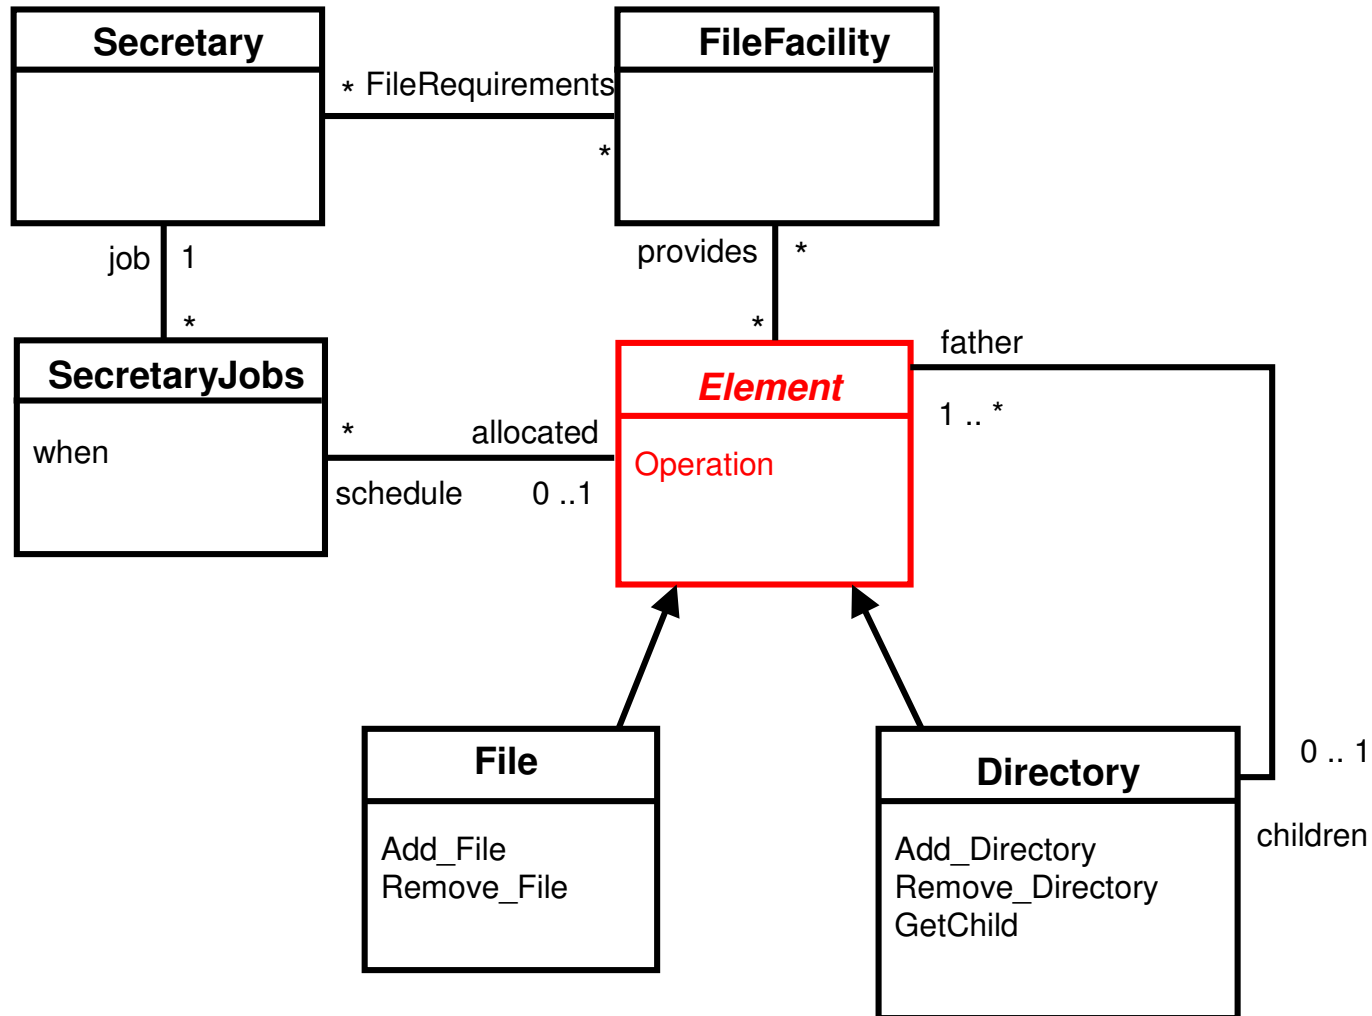 Secretary
FileFacility
* FileRequirements
*
job 1
provides *
*
*
father
SecretaryJobs
Element
1 .. *
when
* allocated
Operation
schedule 0 ..1
File
Directory
0 .. 1
children
Add_File
Remove_File
Add_Directory
Remove_Directory
GetChild